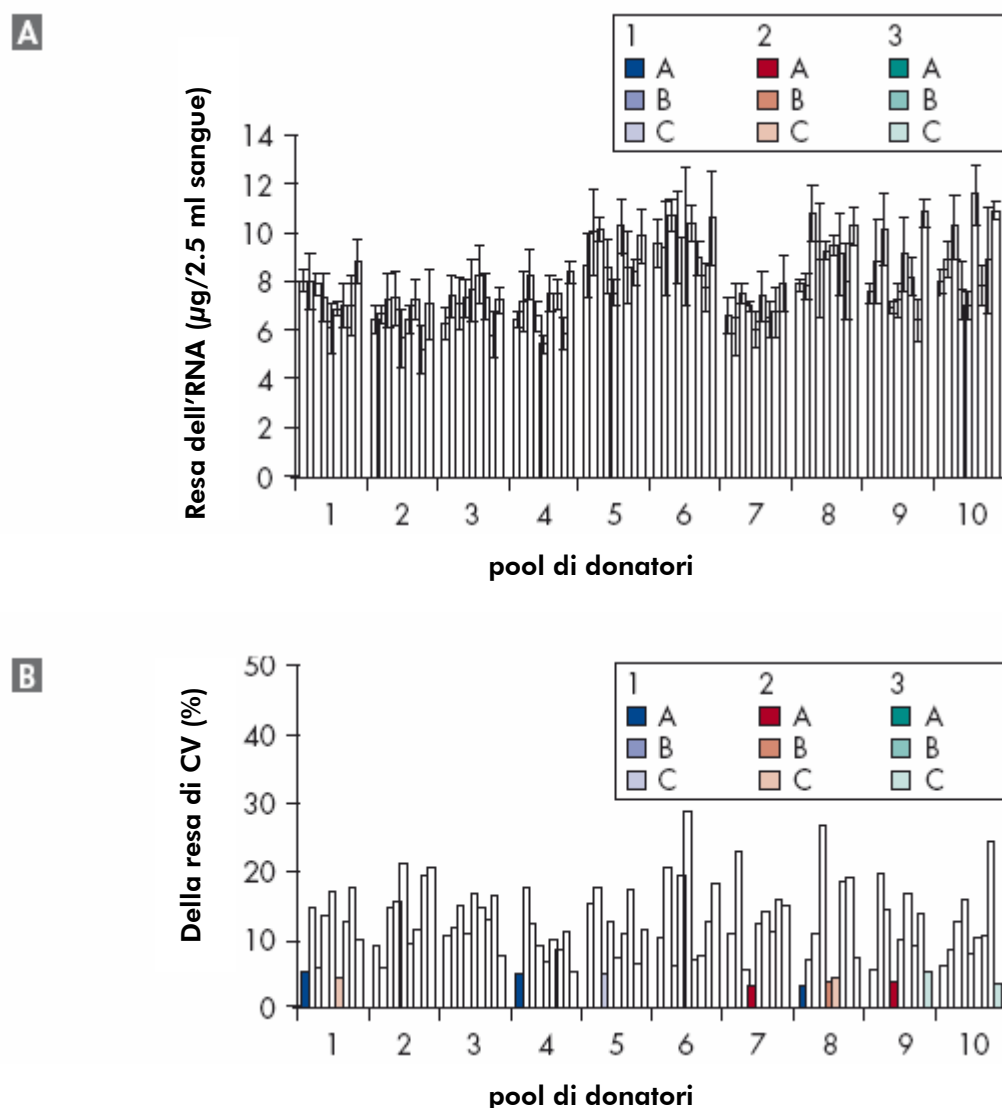 A
1 2 3
A A A
B B B
C C C
Resa dell'RNA (µg/2.5 ml sangue)
14
12
10
8
6
4
2
0
1 2 3 4 5 6 7 8 9 10
pool di donatori
B
1 2 3
A A A
B B B
C C C
Della resa di CV (%)
50
40
30
20
10
0
1 2 3 4 5 6 7 8 9 10
pool di donatori